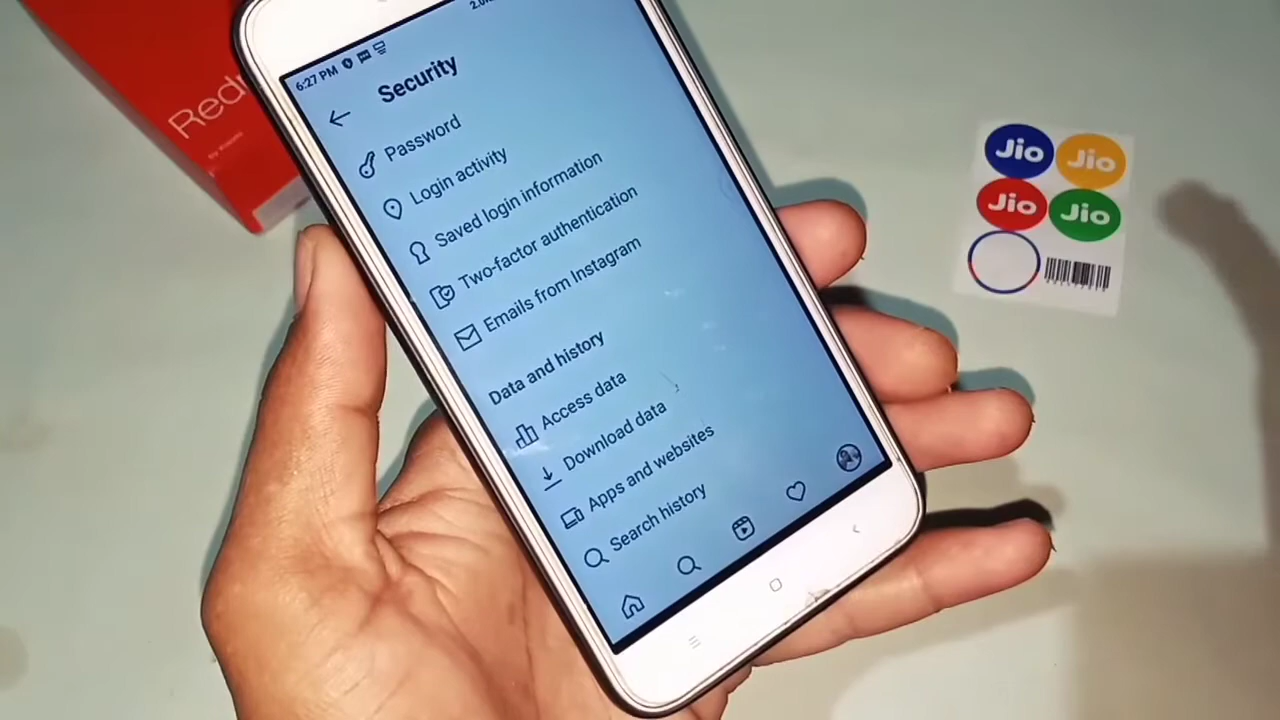 6:27 PM
Security
Password
Login activity
Saved login information
Two-factor authentication
Emails from Instagram
Data and history
Access data
Download data
Apps and websites
Search history
Jio
Jio
Jio
Jio